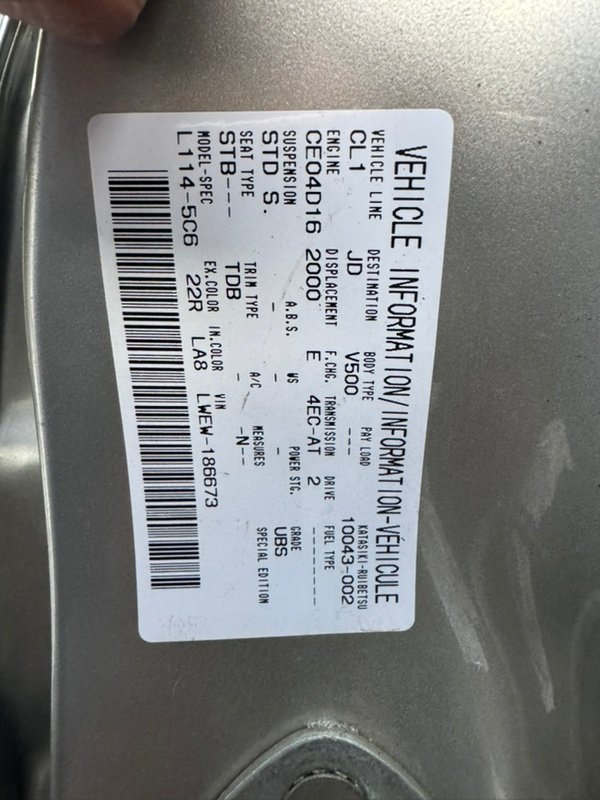 VEHICLE INFORMATION/INFORMATION-VÉHICULE
VEHICLE LINE DESTINATION BODY TYPE PAY LOAD KATASIKI-RUIBETSU
CL1 JD V500 --- 10043-002
ENGINE DISPLACEMENT F.CHG. TRANSMISSION DRIVE FUEL TYPE
CE04D16 2000 E 4EC-AT 2 -------
SUSPENSION A.B.S. WS POWER STG. GRADE
STD S. - - - UBS
SEAT TYPE TRIM TYPE A/C MEASURES SPECIAL EDITION
STB--- TDB - -N--
MODEL-SPEC EX.COLOR IN.COLOR VIN
L114-5C6 22R LA8 LWEW-186673